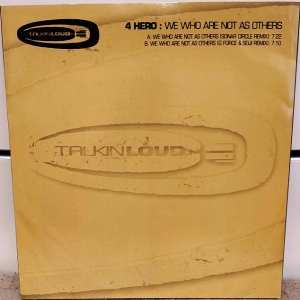 4 HERO : WE WHO ARE NOT AS OTHERS
A: WE WHO ARE NOT AS OTHERS (SONAR CIRCLE REMIX) 7:22
B: WE WHO ARE NOT AS OTHERS (G FORCE & SEIJI REMIX) 7:10
TALKINLOUD
TALKINLOUD